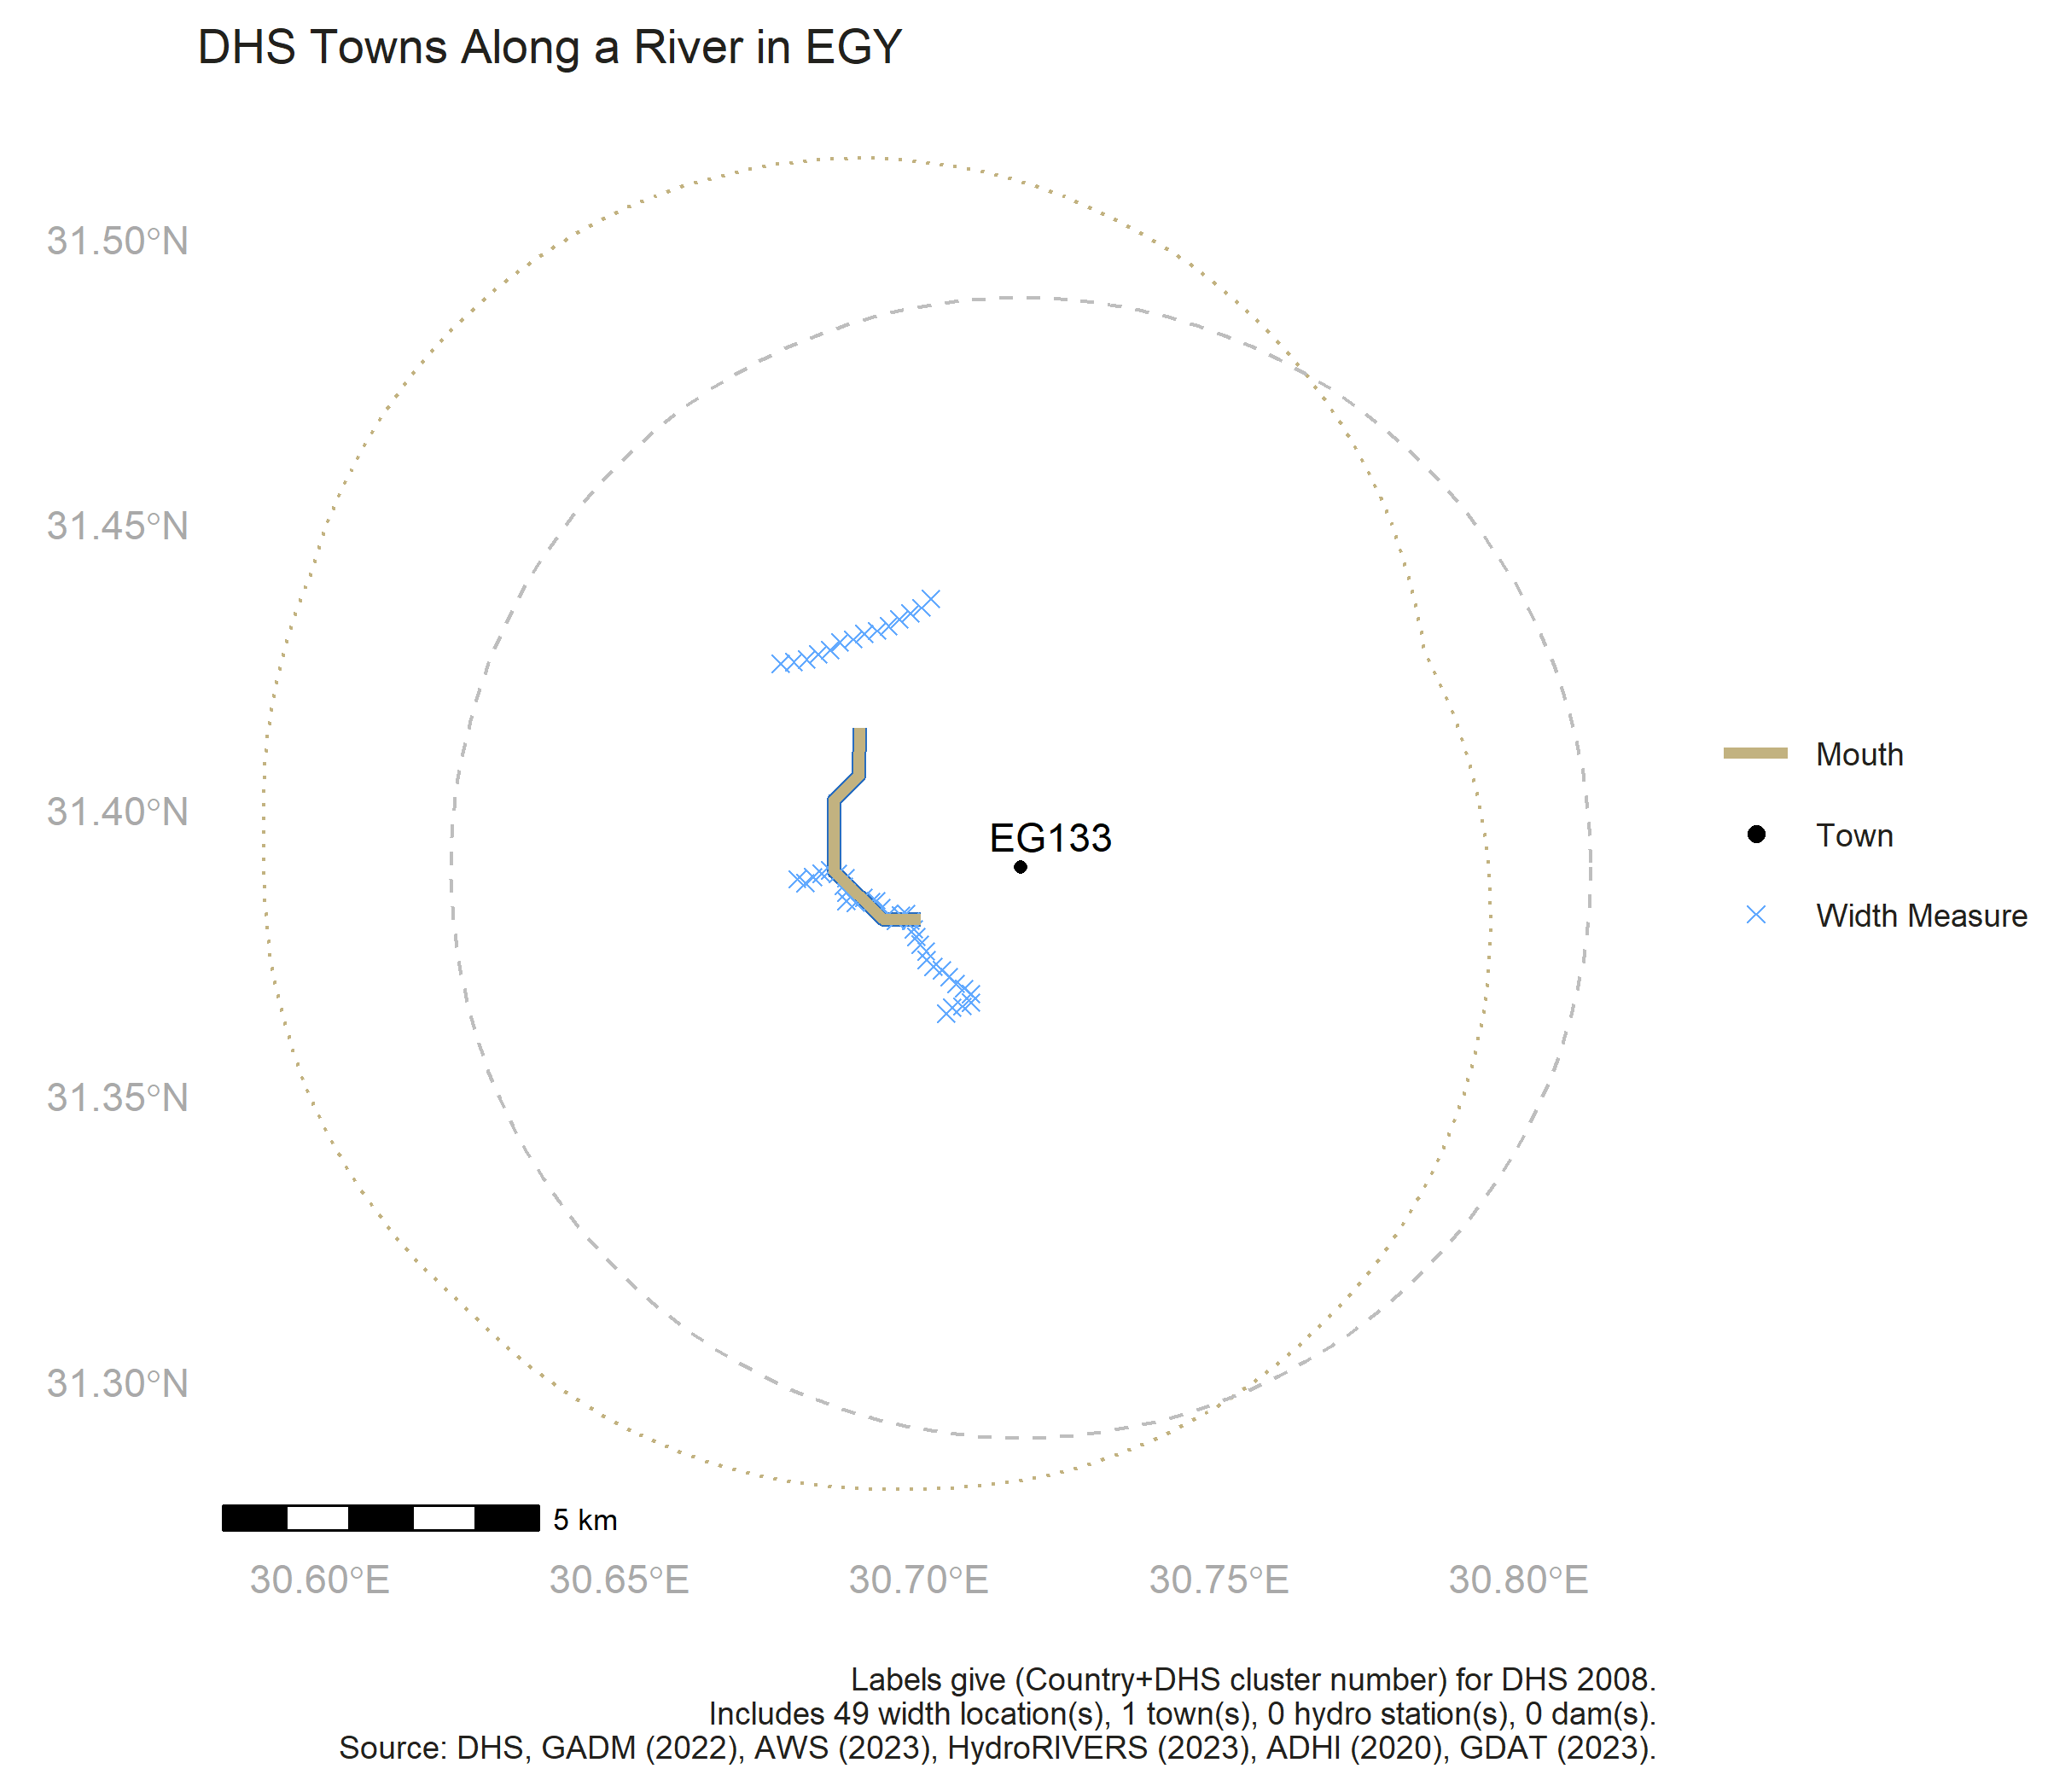 DHS Towns Along a River in EGY
31.50°N
31.45°N
31.40°N
31.35°N
31.30°N
EG133
Mouth
Town
Width Measure
5 km
30.60°E
30.65°E
30.70°E
30.75°E
30.80°E
Labels give (Country+DHS cluster number) for DHS 2008.
Includes 49 width location(s), 1 town(s), 0 hydro station(s), 0 dam(s).
Source: DHS, GADM (2022), AWS (2023), HydroRIVERS (2023), ADHI (2020), GDAT (2023).